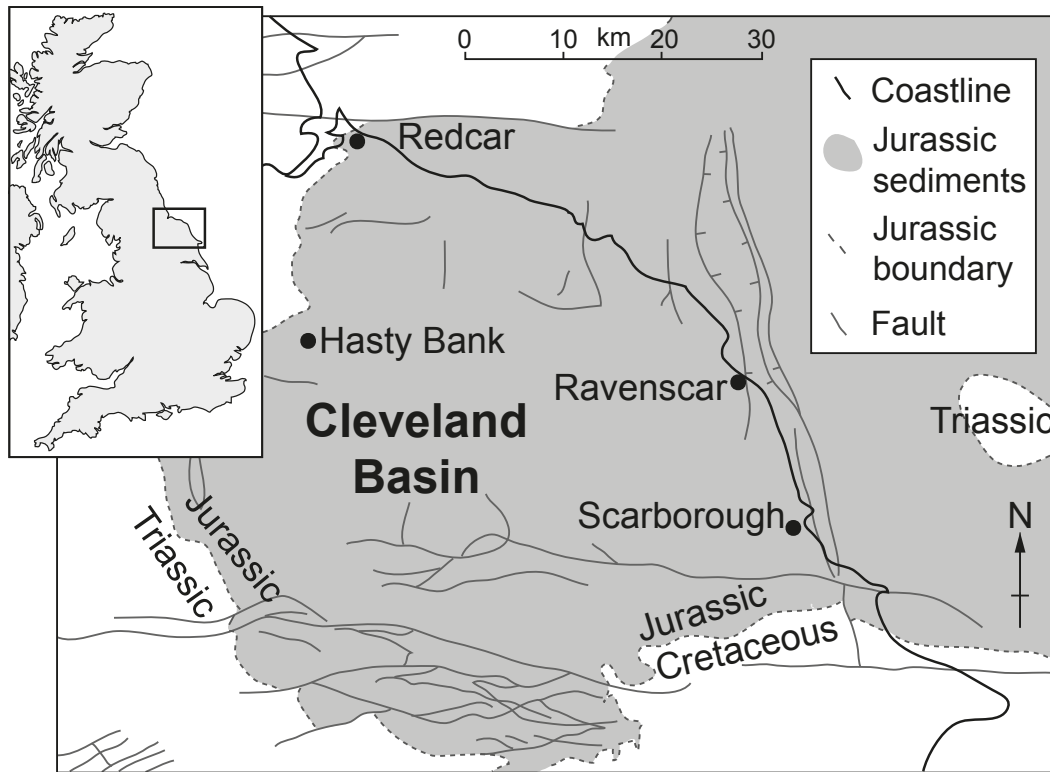 0 10 km 20 30
Coastline
Jurassic
sediments
Jurassic
boundary
Fault
Redcar
Hasty Bank
Ravenscar
Cleveland
Basin
Triassic
Scarborough
N
Jurassic
Triassic
Jurassic
Cretaceous